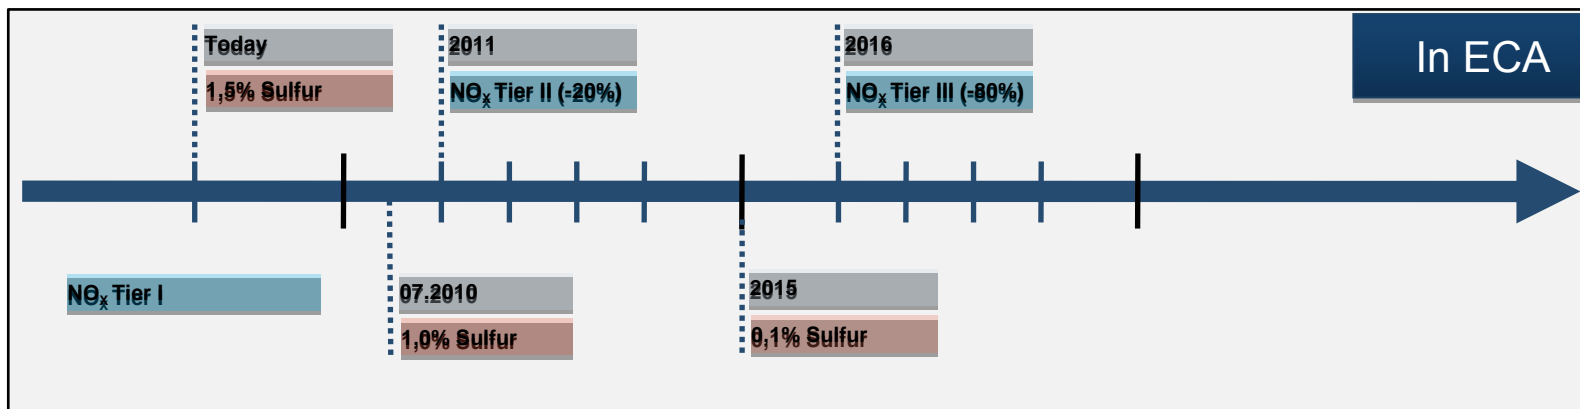 Today
1,5% Sulfur
2011
NOx Tier II (-20%)
2016
NOx Tier III (-80%)
In ECA
NOx Tier I
07.2010
1,0% Sulfur
2015
0,1% Sulfur